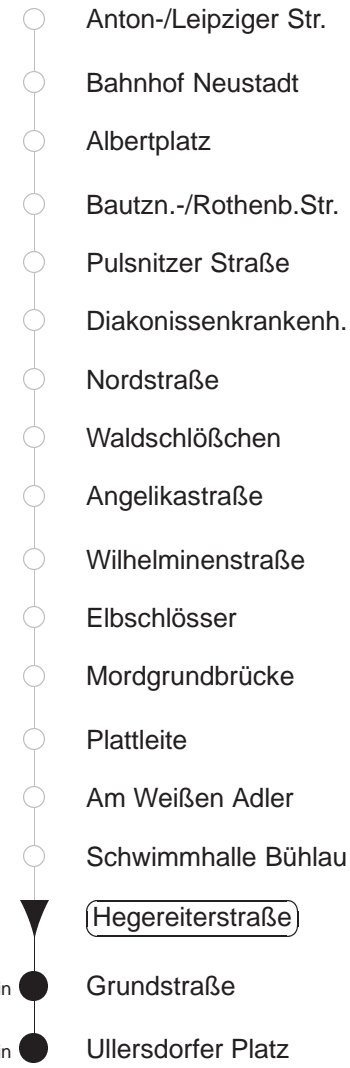 Anton-/Leipziger Str.
Bahnhof Neustadt
Albertplatz
Bautzn.-/Rothenb.Str.
Pulsnitzer Straße
Diakonissenkrankenh.
Nordstraße
Waldschlößchen
Angelikastraße
Wilhelminenstraße
Elbschlösser
Mordgrundbrücke
Plattleite
Am Weißen Adler
Schwimmhalle Bühlau
Hegereiterstraße
Grundstraße
Ullersdorfer Platz